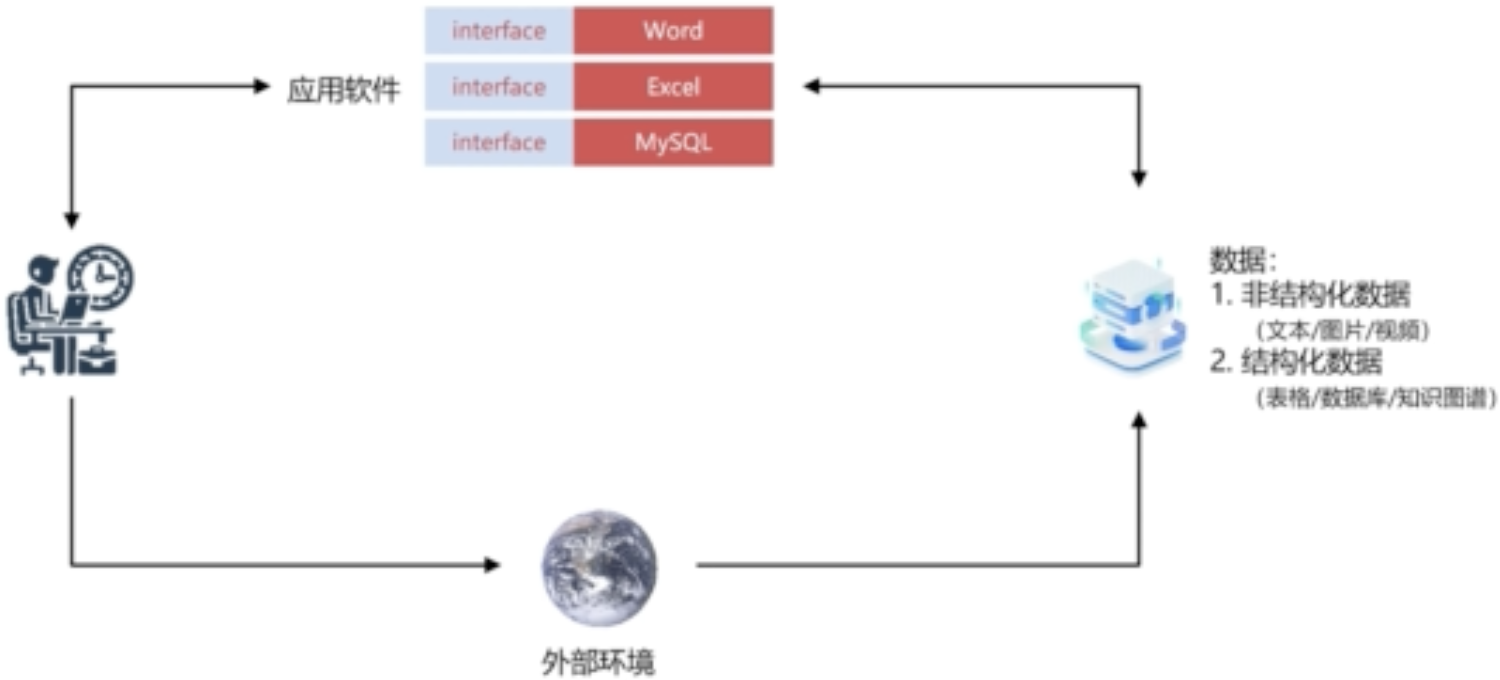 interface Word
应用软件 interface Excel
interface MySQL
数据：
1. 非结构化数据
（文本/图片/视频）
2. 结构化数据
（表格/数据库/知识图谱）
外部环境